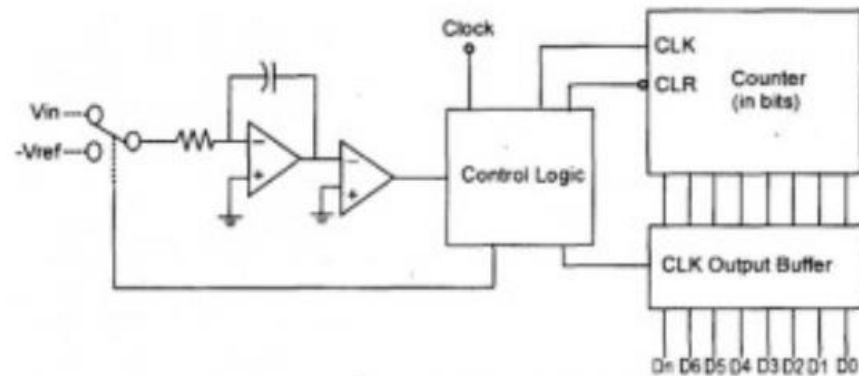 Clock
CLK
CLR
Counter
(in bits)
Vin
-Vref
-
+
-
+
Control Logic
CLK Output Buffer
Dn D6 D5 D4 D3 D2 D1 D0